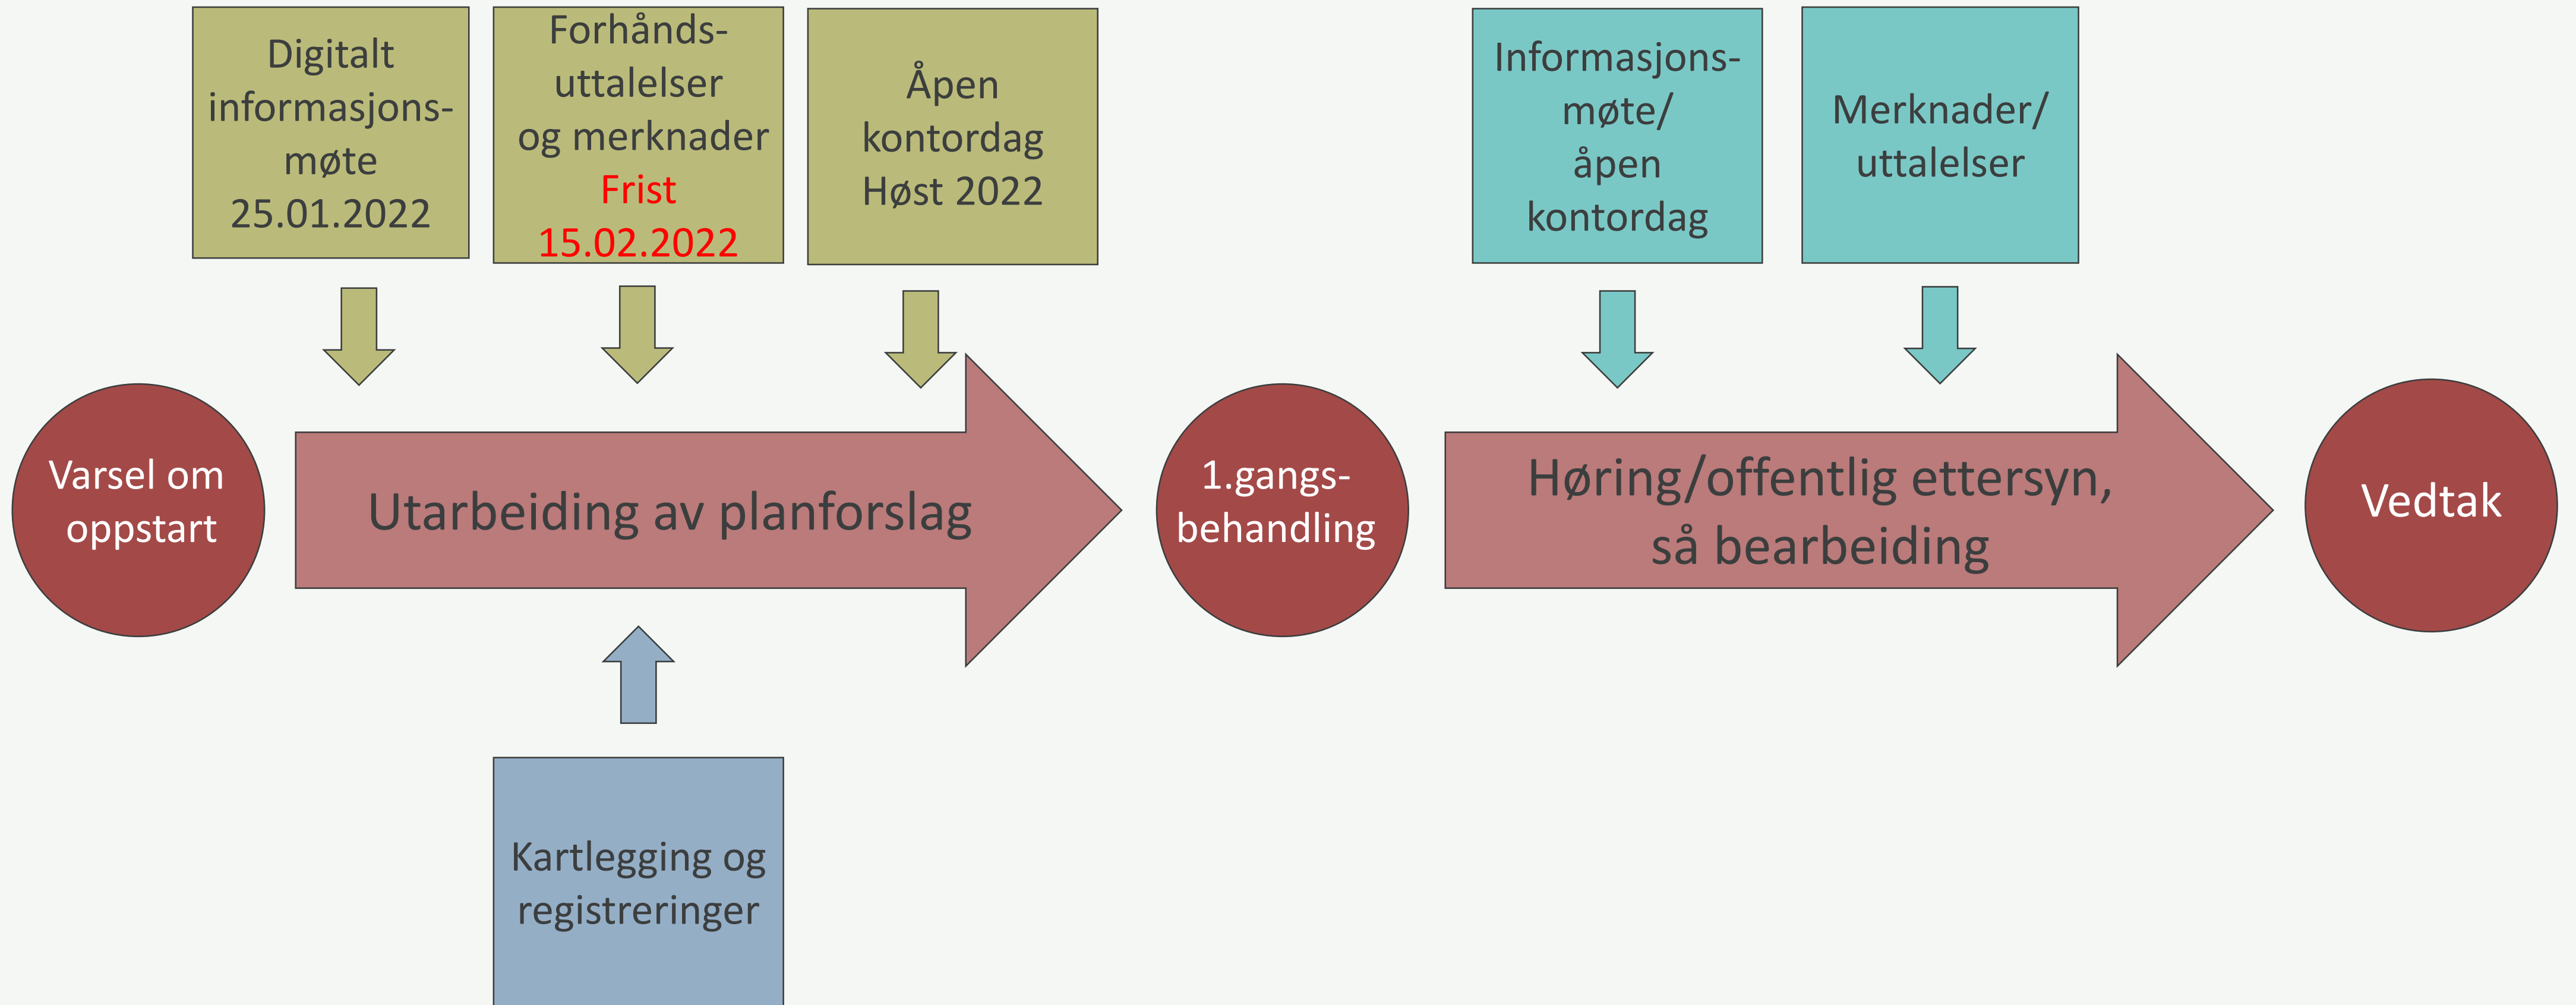 Digitalt
informasjons-
møte
25.01.2022
Forhånds-
uttalelser
og merknader
Frist
15.02.2022
Åpen
kontordag
Høst 2022
Informasjons-
møte/
åpen
kontordag
Merknader/
uttalelser
Varsel om
oppstart
Utarbeiding av planforslag
1.gangs-
behandling
Høring/offentlig ettersyn,
så bearbeiding
Vedtak
Kartlegging og
registreringer